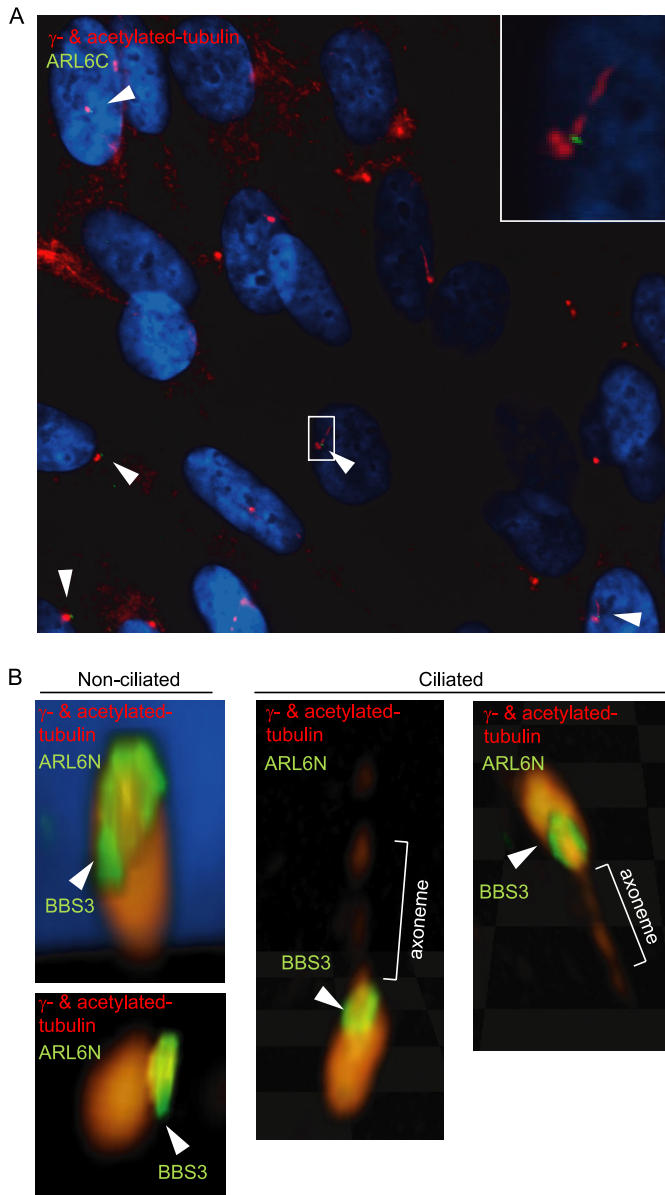 A
γ- & acetylated-tubulin
ARL6C
B
Non-ciliated
Ciliated
γ- & acetylated-
tubulin
ARL6N
BBS3
γ- & acetylated-
tubulin
ARL6N
BBS3
γ- & acetylated-
tubulin
ARL6N
axoneme
BBS3
γ- & acetylated-
tubulin
ARL6N
BBS3
axoneme